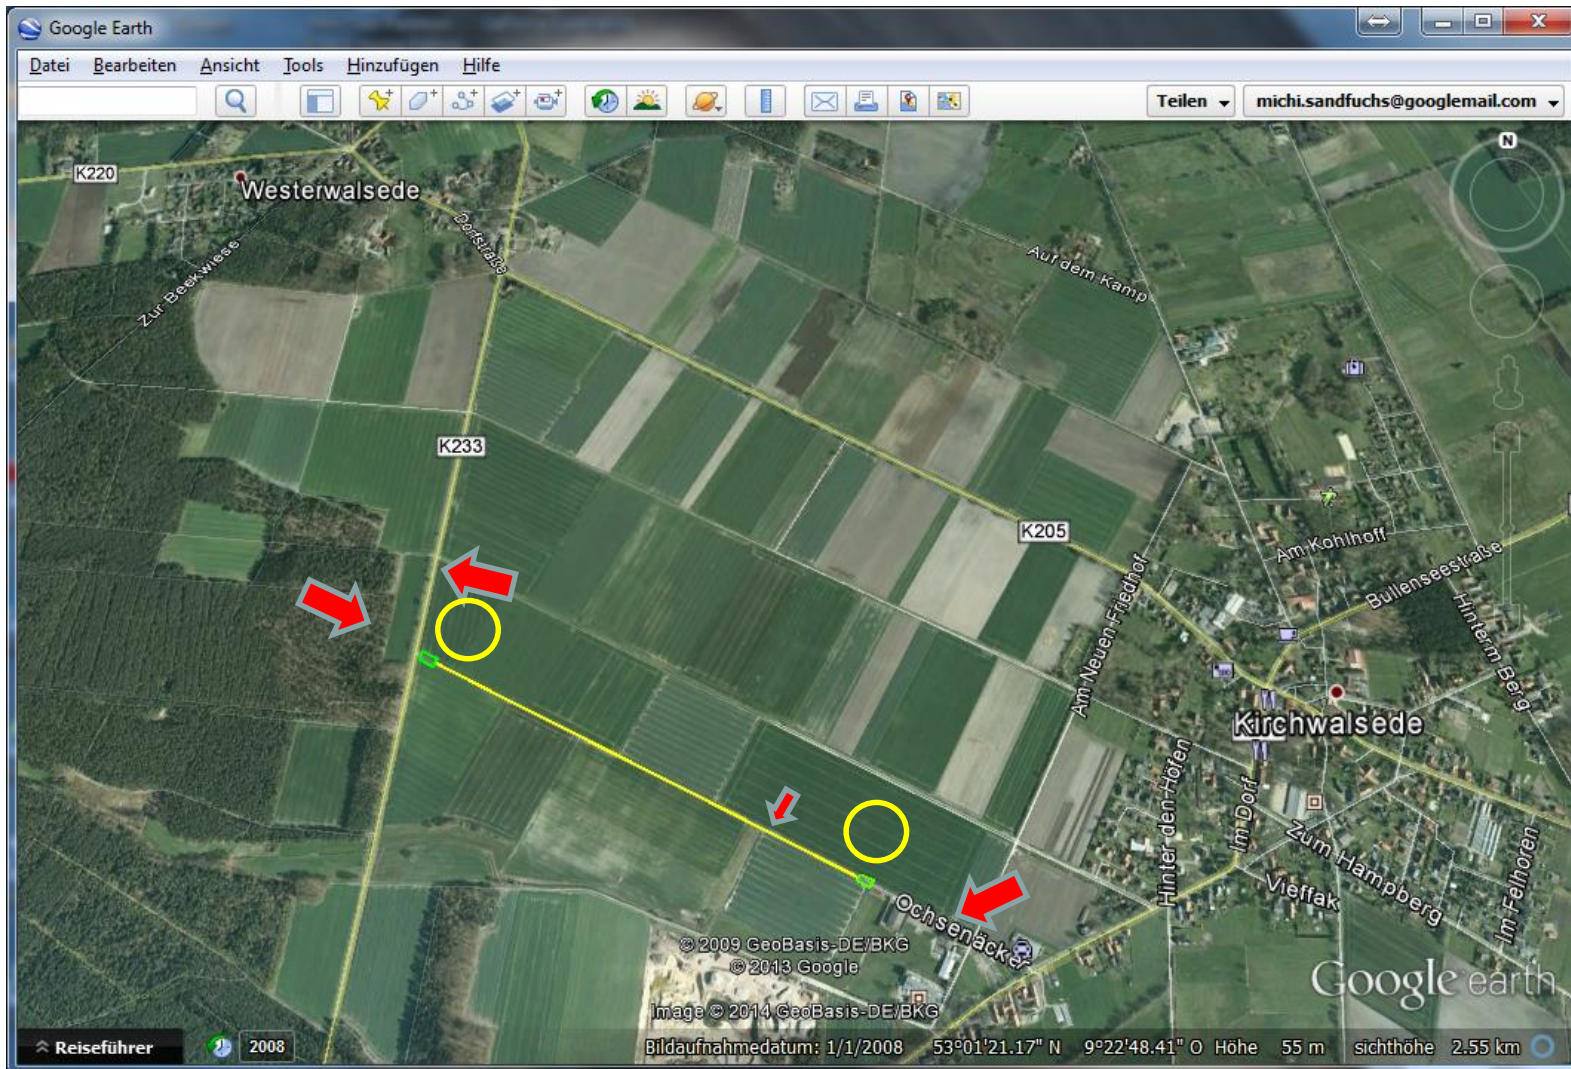 Google Earth
Datei Bearbeiten Ansicht Tools Hinzufügen Hilfe
Teilen michi.sandfuchs@googlemail.com
N
K220
Westerwalsede
Dorfstraße
Zur Beekwiese
Auf dem Kamp
K233
K205
Am Kohlhoff
Bullenseestraße
Hinterm Berg
Am Neuen Friedhof
Kirchwalsede
Hinter den Höfen
Im Dorf
Zum Hampberg
Vieffak
Im Felhoren
Ochsenäcker
© 2009 GeoBasis-DE/BKG
© 2013 Google
Image © 2014 GeoBasis-DE/BKG
Google earth
Reiseführer 2008 Bildaufnahmedatum: 1/1/2008 53°01'21.17" N 9°22'48.41" O Höhe 55 m sichthöhe 2.55 km